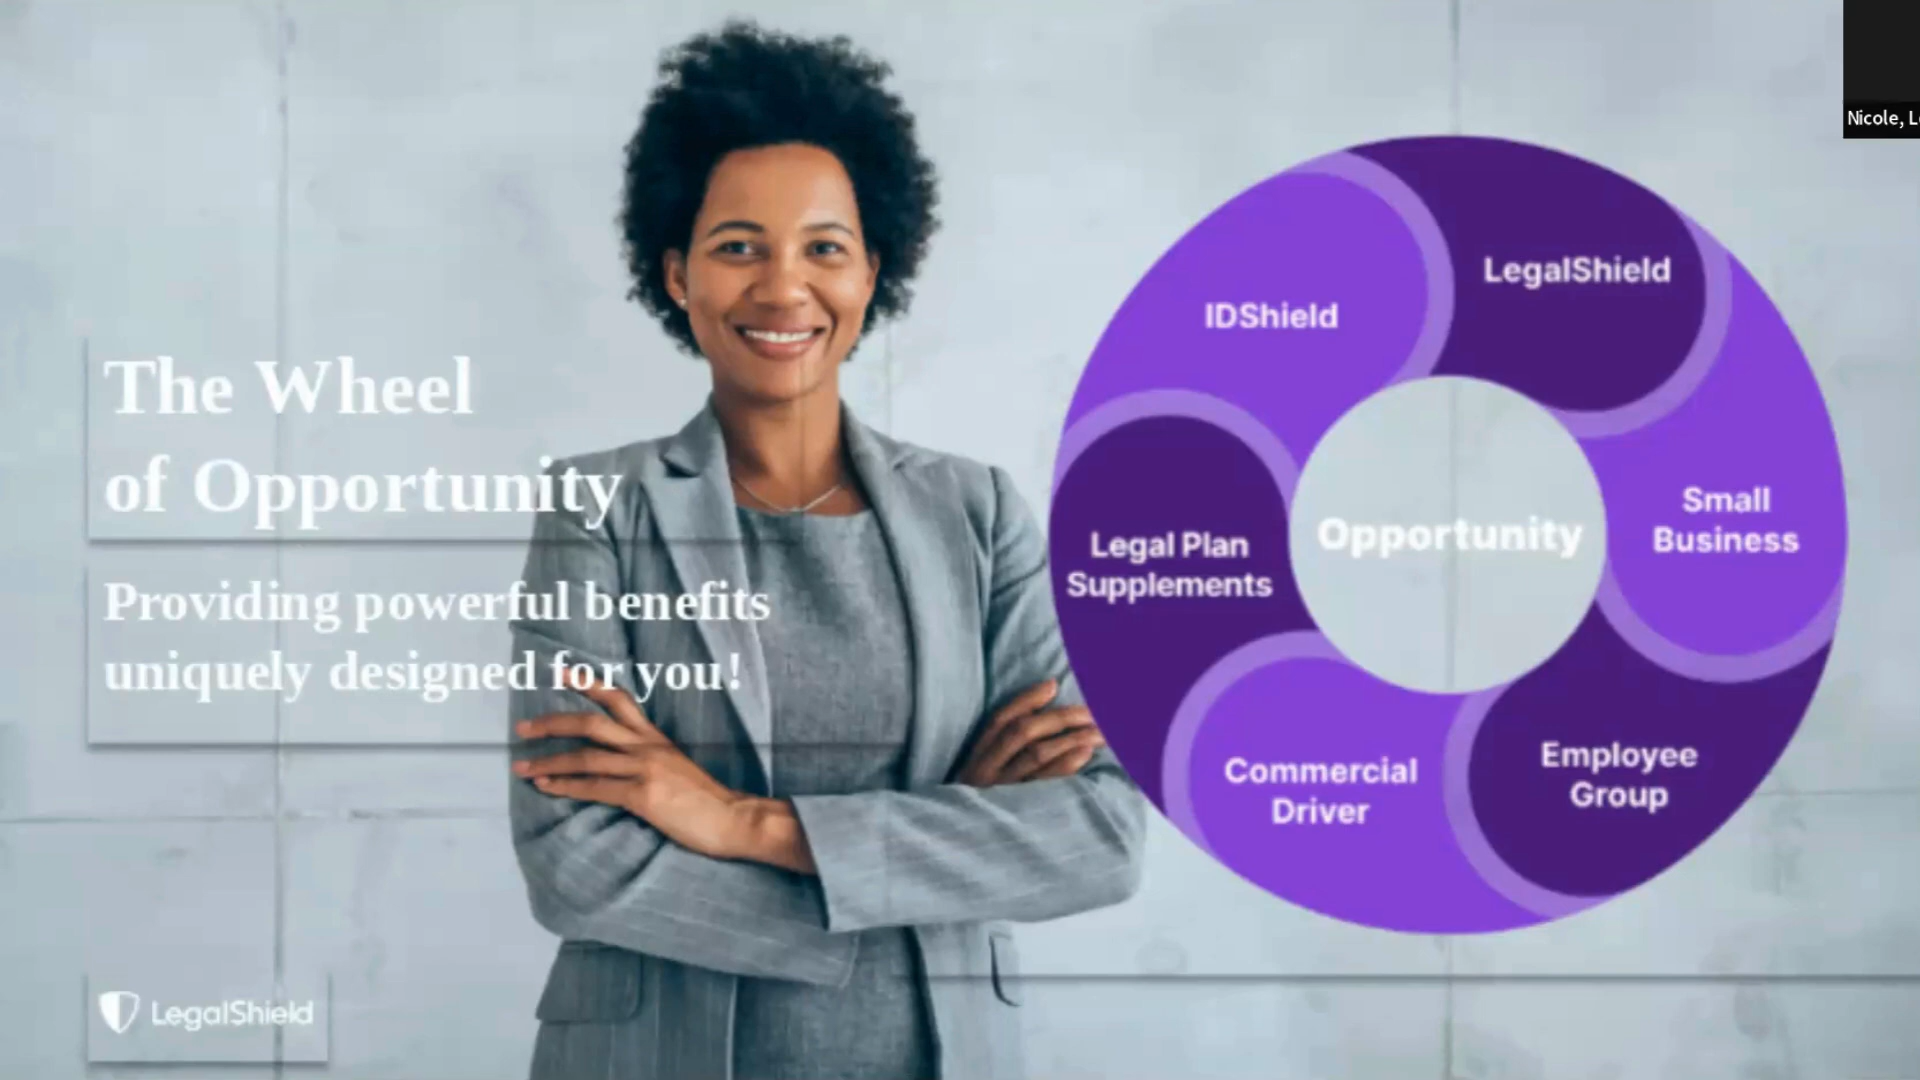 Nicole, L
The Wheel
of Opportunity
Providing powerful benefits
uniquely designed for you!
LegalShield
IDShield
Small
Business
Opportunity
Legal Plan
Supplements
Employee
Group
Commercial
Driver
LegalShield